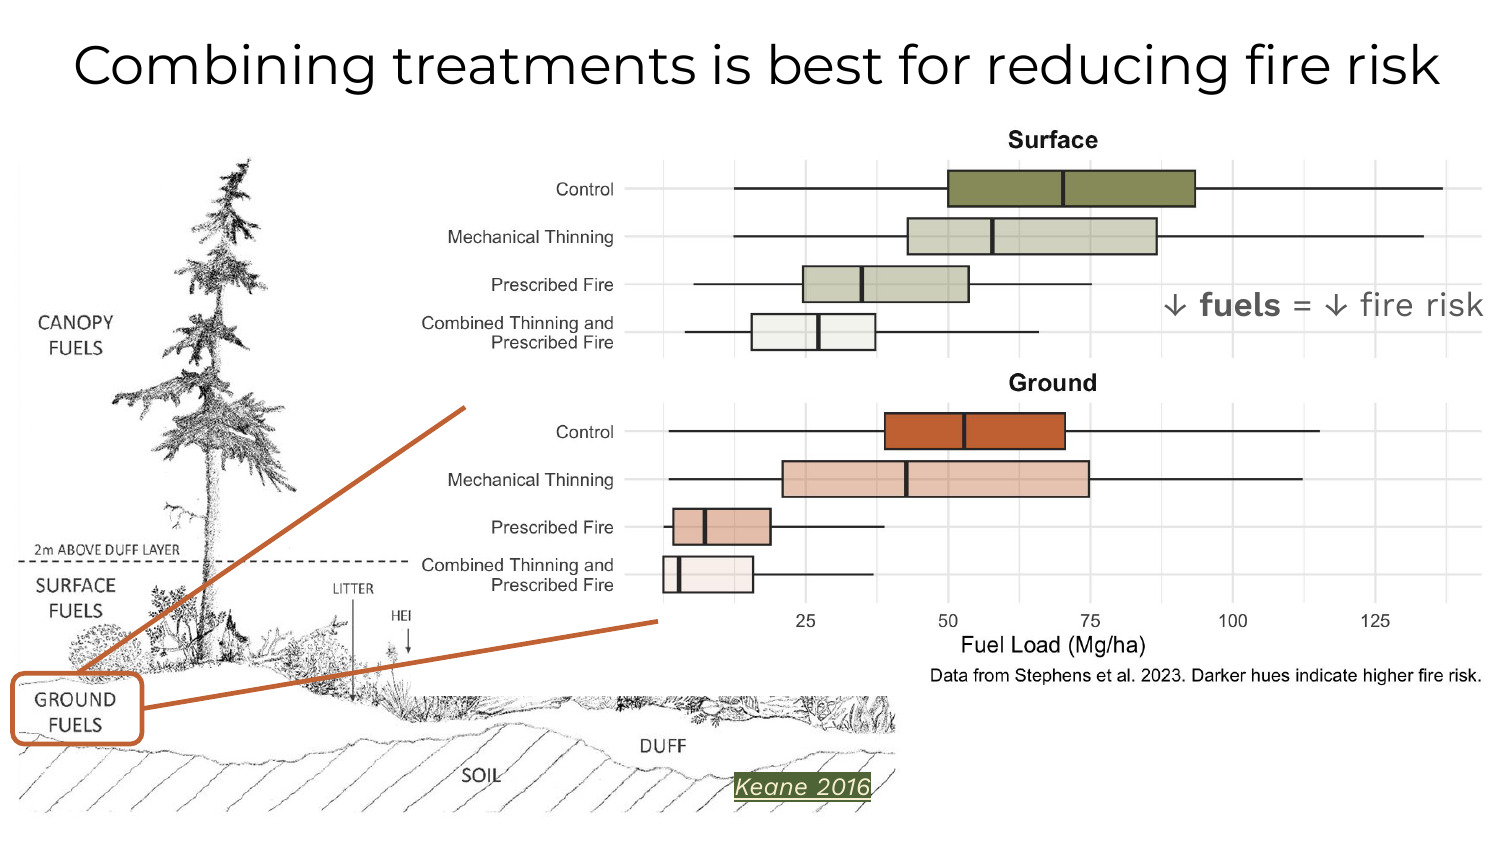 Combining treatments is best for reducing fire risk
Surface
Control
Mechanical Thinning
Prescribed Fire
Combined Thinning and
Prescribed Fire
↓ fuels = ↓ fire risk
Ground
Control
Mechanical Thinning
Prescribed Fire
Combined Thinning and
Prescribed Fire
25 50 75 100 125
Fuel Load (Mg/ha)
Data from Stephens et al. 2023. Darker hues indicate higher fire risk.
CANOPY
FUELS
2m ABOVE DUFF LAYER
SURFACE
FUELS
LITTER
HEI
GROUND
FUELS
DUFF
SOIL
Keane 2016